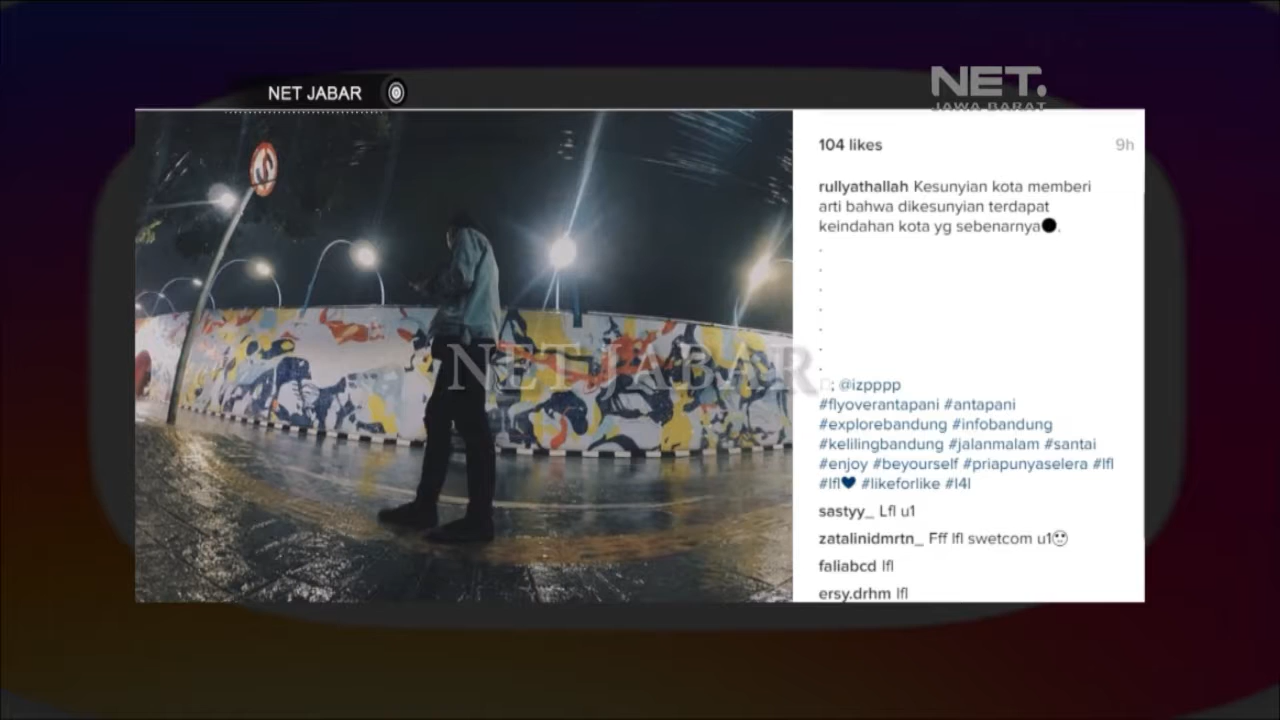 NET JABAR
NET.
JAWA BARAT
NET JABAR
104 likes 9h
rullyathallah Kesunyian kota memberi
arti bahwa dikesunyian terdapat
keindahan kota yg sebenarnya⚫.
.
.
.
.
.
.
.
: @izpppp
#flyoverantapani #antapani
#explorebandung #infobandung
#kelilingbandung #jalanmalam #santai
#enjoy #beyourself #priapunyaselera #lfl
#lfl♥ #likeforlike #l4l
sastyy_ Lfl u1
zatalinidmrtn_ Fff lfl swetcom u1☺
faliabcd lfl
ersy.drhm lfl